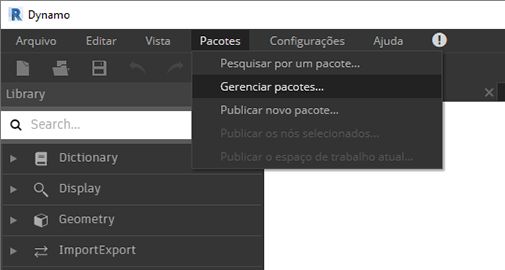 Dynamo
Arquivo Editar Vista Pacotes Configurações Ajuda
Pesquisar por um pacote...
Gerenciar pacotes...
Library
Publicar novo pacote...
Search...
Publicar os nós selecionados...
Publicar o espaço de trabalho atual...
Dictionary
Display
Geometry
ImportExport